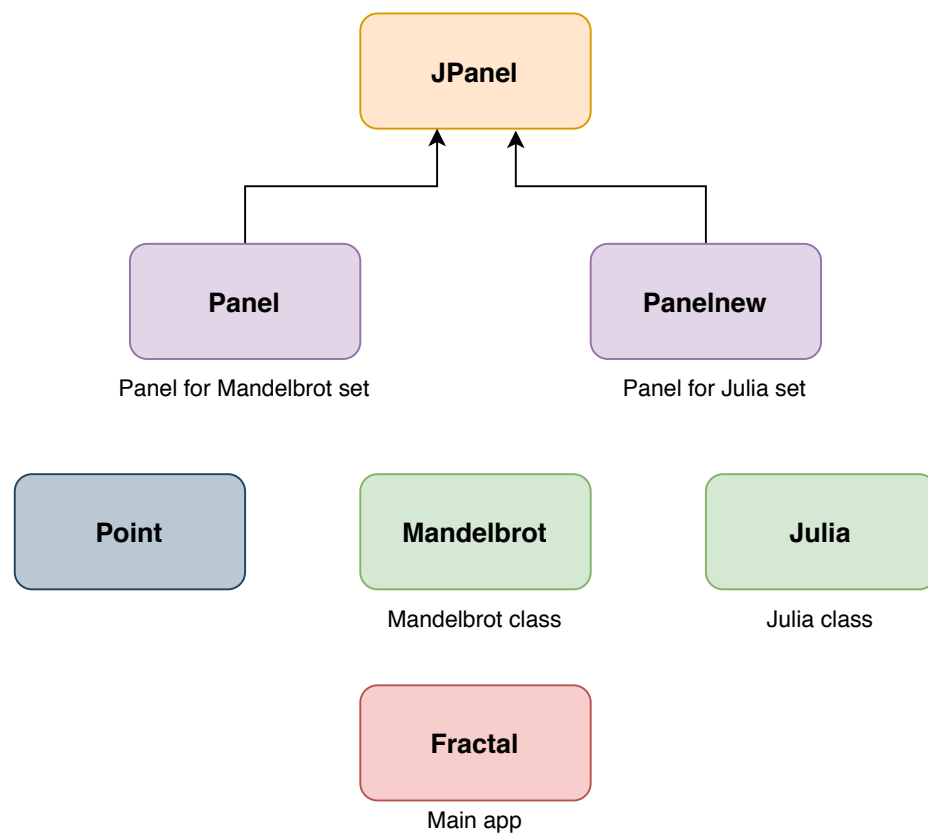 JPanel
Panel
Panelnew
Panel for Mandelbrot set
Panel for Julia set
Point
Mandelbrot
Julia
Mandelbrot class
Julia class
Fractal
Main app